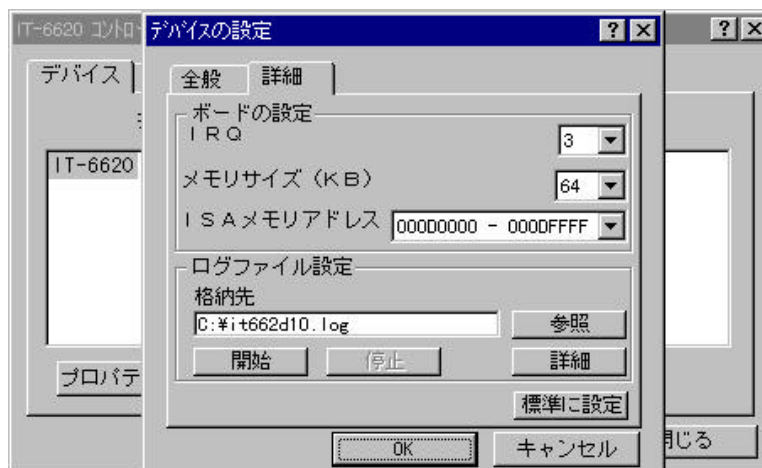 IT-6620 コントロー
デバイスの設定
デバイス
全般
詳細
ボードの設定
IRQ
3
IT-6620
メモリサイズ（KB）
64
ISAメモリアドレス
000D0000 - 000DFFFF
ログファイル設定
格納先
C:¥it662d10.log
参照
開始
停止
詳細
プロパテ
標準に設定
OK
キャンセル
閉じる